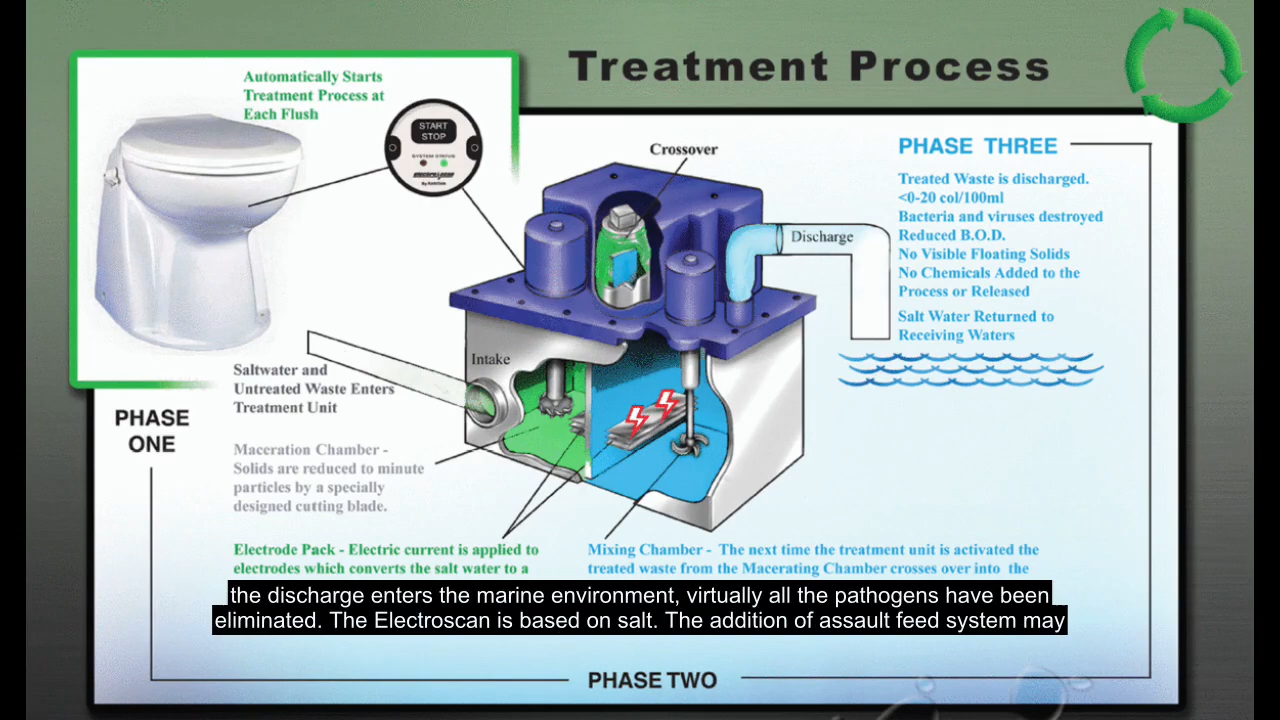 Treatment Process
Automatically Starts
Treatment Process at
Each Flush
START
STOP
SYSTEM STATUS
Crossover
Intake
Discharge
PHASE
ONE
Saltwater and
Untreated Waste Enters
Treatment Unit
Maceration Chamber -
Solids are reduced to minute
particles by a specially
designed cutting blade.
Electrode Pack - Electric current is applied to
electrodes which converts the salt water to a
Mixing Chamber - The next time the treatment unit is activated the
treated waste from the Macerating Chamber crosses over into the
PHASE THREE
Treated Waste is discharged.
<0-20 col/100ml
Bacteria and viruses destroyed
Reduced B.O.D.
No Visible Floating Solids
No Chemicals Added to the
Process or Released
Salt Water Returned to
Receiving Waters
the discharge enters the marine environment, virtually all the pathogens have been
eliminated. The Electroscan is based on salt. The addition of assault feed system may
PHASE TWO